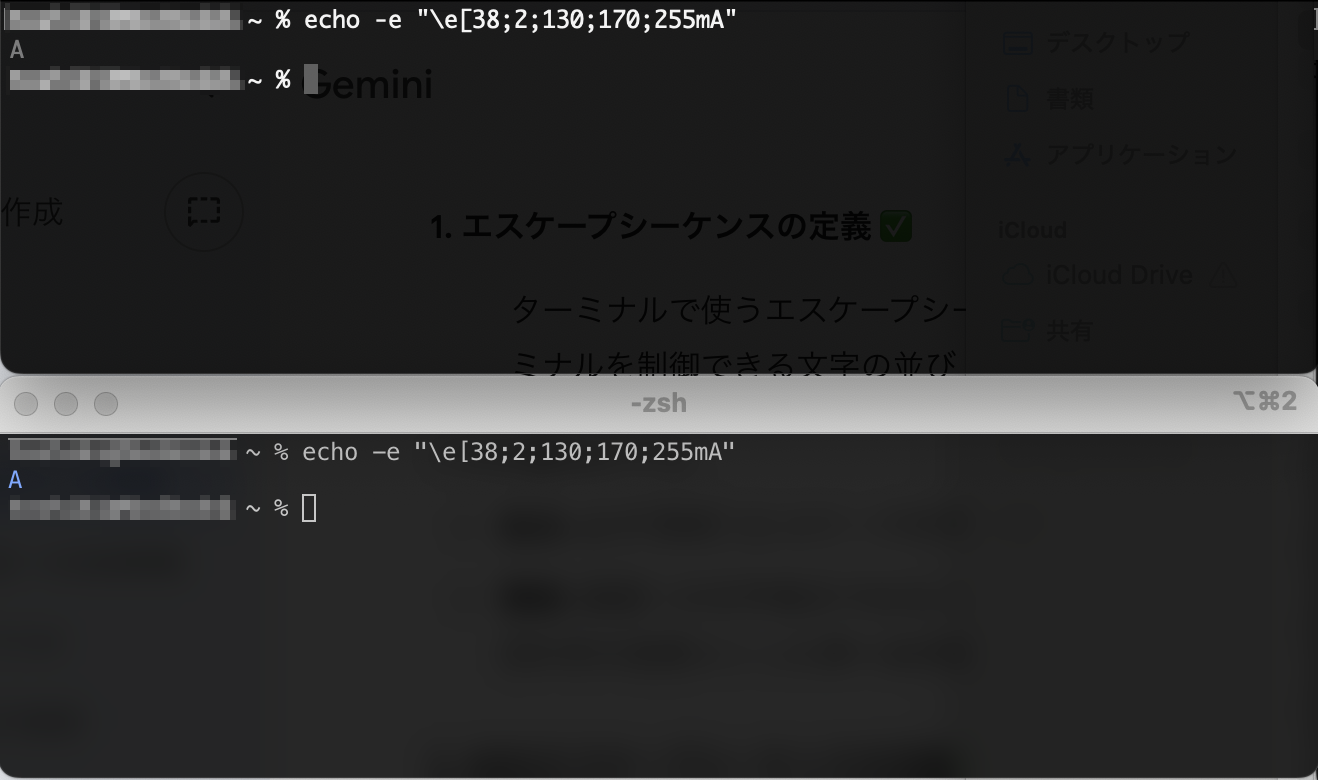 ~ % echo -e "\e[38;2;130;170;255mA"
A
~ %
Gemini
デスクトップ
書類
アプリケーション
作成
1. エスケープシーケンスの定義 ✅
iCloud
iCloud Drive
ターミナルで使うエスケープシー
共有
ミナルを制御できる文字の並び
-zsh
⌥⌘2
~ % echo -e "\e[38;2;130;170;255mA"
A
~ %